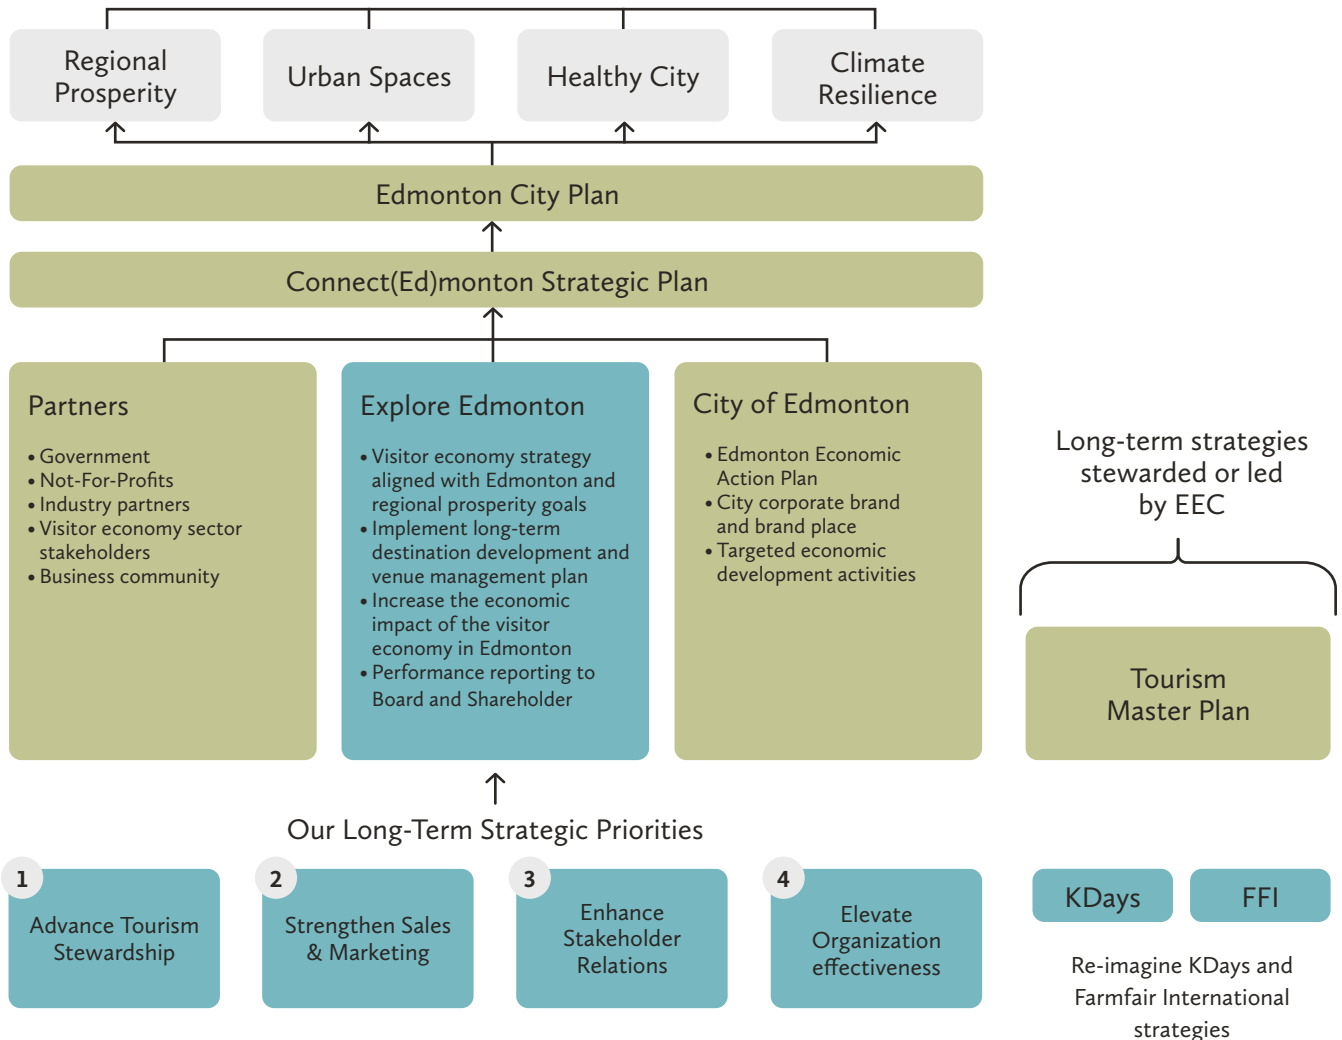 Regional
Prosperity
Urban Spaces
Healthy City
Climate
Resilience
Edmonton City Plan
Connect(Ed)monton Strategic Plan
Partners
• Government
• Not-For-Profits
• Industry partners
• Visitor economy sector
stakeholders
• Business community
Explore Edmonton
• Visitor economy strategy
aligned with Edmonton and
regional prosperity goals
• Implement long-term
destination development and
venue management plan
• Increase the economic
impact of the visitor
economy in Edmonton
• Performance reporting to
Board and Shareholder
City of Edmonton
• Edmonton Economic
Action Plan
• City corporate brand
and brand place
• Targeted economic
development activities
Long-term strategies
stewarded or led
by EEC
Tourism
Master Plan
Our Long-Term Strategic Priorities
1
Advance Tourism
Stewardship
2
Strengthen Sales
& Marketing
3
Enhance
Stakeholder
Relations
4
Elevate
Organization
effectiveness
KDays
FFI
Re-imagine KDays and
Farmfair International
strategies